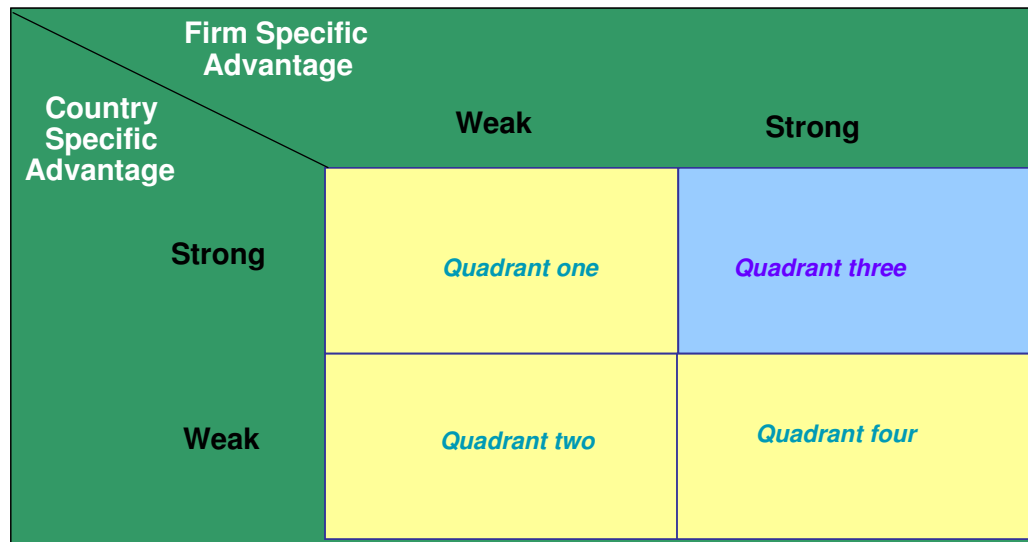 Firm Specific
Advantage
Country
Specific
Advantage
Weak
Strong
Strong
Quadrant one
Quadrant three
Weak
Quadrant two
Quadrant four